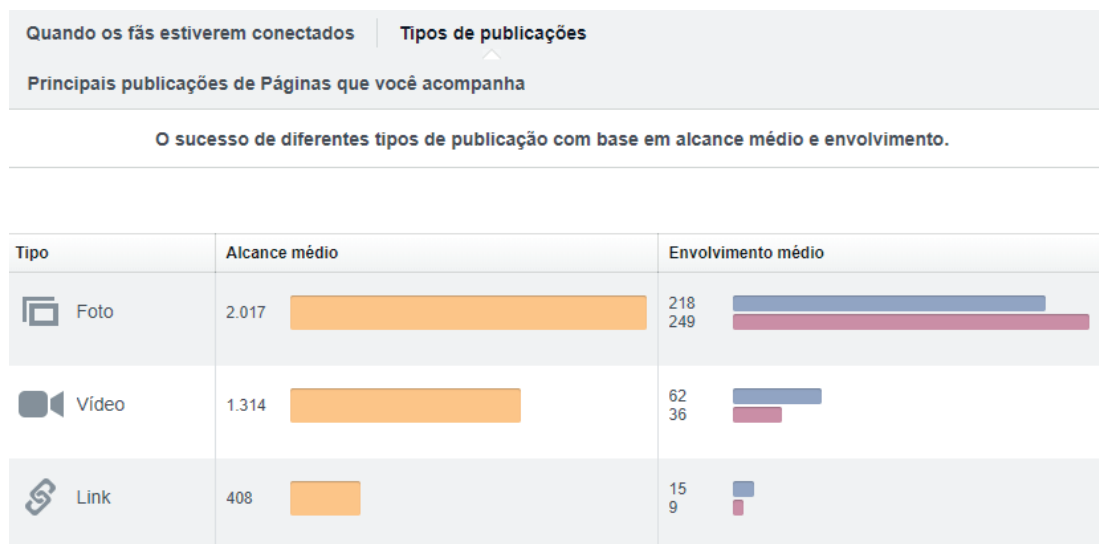 Quando os fãs estiverem conectados
Tipos de publicações
Principais publicações de Páginas que você acompanha
O sucesso de diferentes tipos de publicação com base em alcance médio e envolvimento.
Tipo Alcance médio Envolvimento médio
Foto 2.017 218
249
Vídeo 1.314 62
36
Link 408 15
9